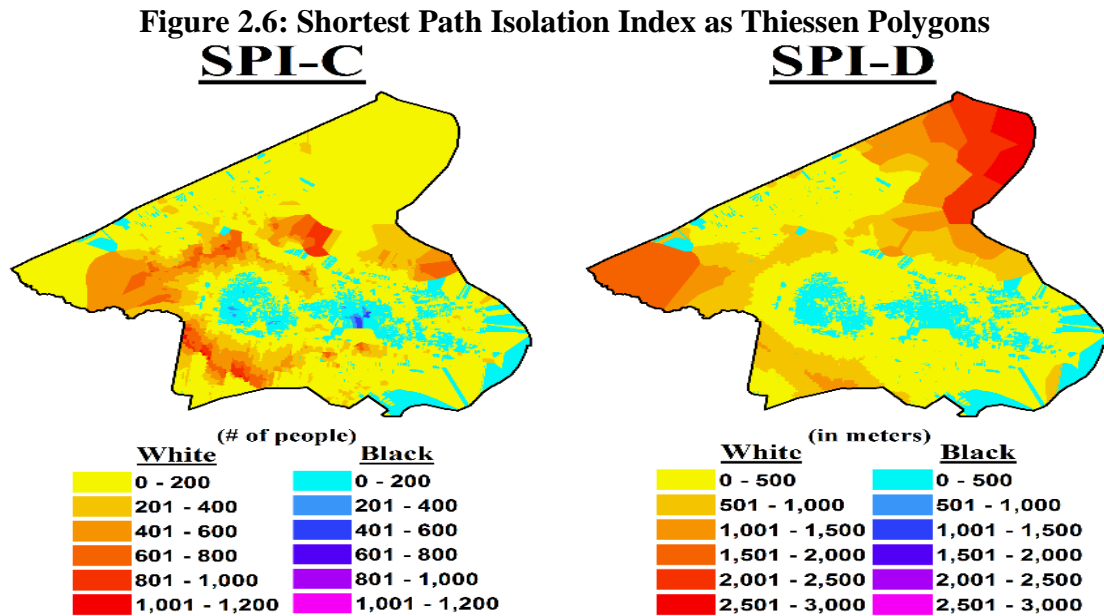 Figure 2.6: Shortest Path Isolation Index as Thiessen Polygons
SPI-C
(# of people)
White Black
0 - 200 0 - 200
201 - 400 201 - 400
401 - 600 401 - 600
601 - 800 601 - 800
801 - 1,000 801 - 1,000
1,001 - 1,200 1,001 - 1,200
SPI-D
(in meters)
White Black
0 - 500 0 - 500
501 - 1,000 501 - 1,000
1,001 - 1,500 1,001 - 1,500
1,501 - 2,000 1,501 - 2,000
2,001 - 2,500 2,001 - 2,500
2,501 - 3,000 2,501 - 3,000